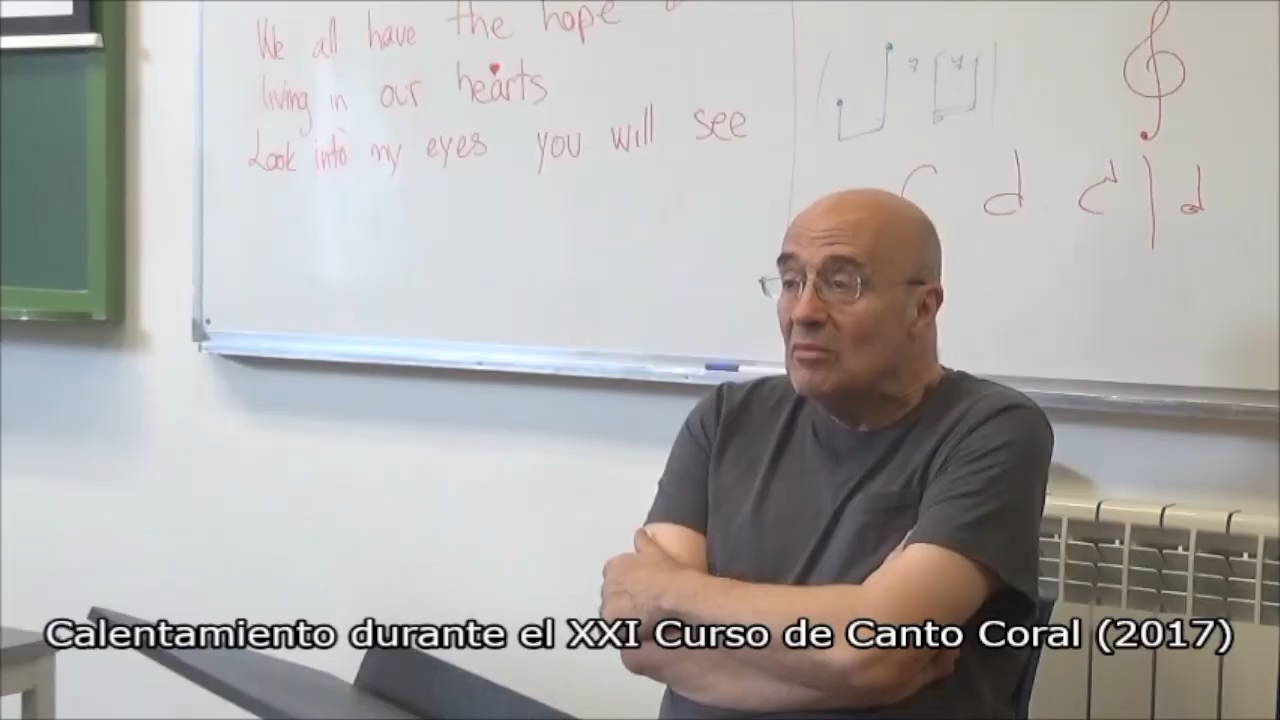 We all have the hope
living in our hearts
Look into my eyes you will see
Calentamiento durante el XXI Curso de Canto Coral (2017)